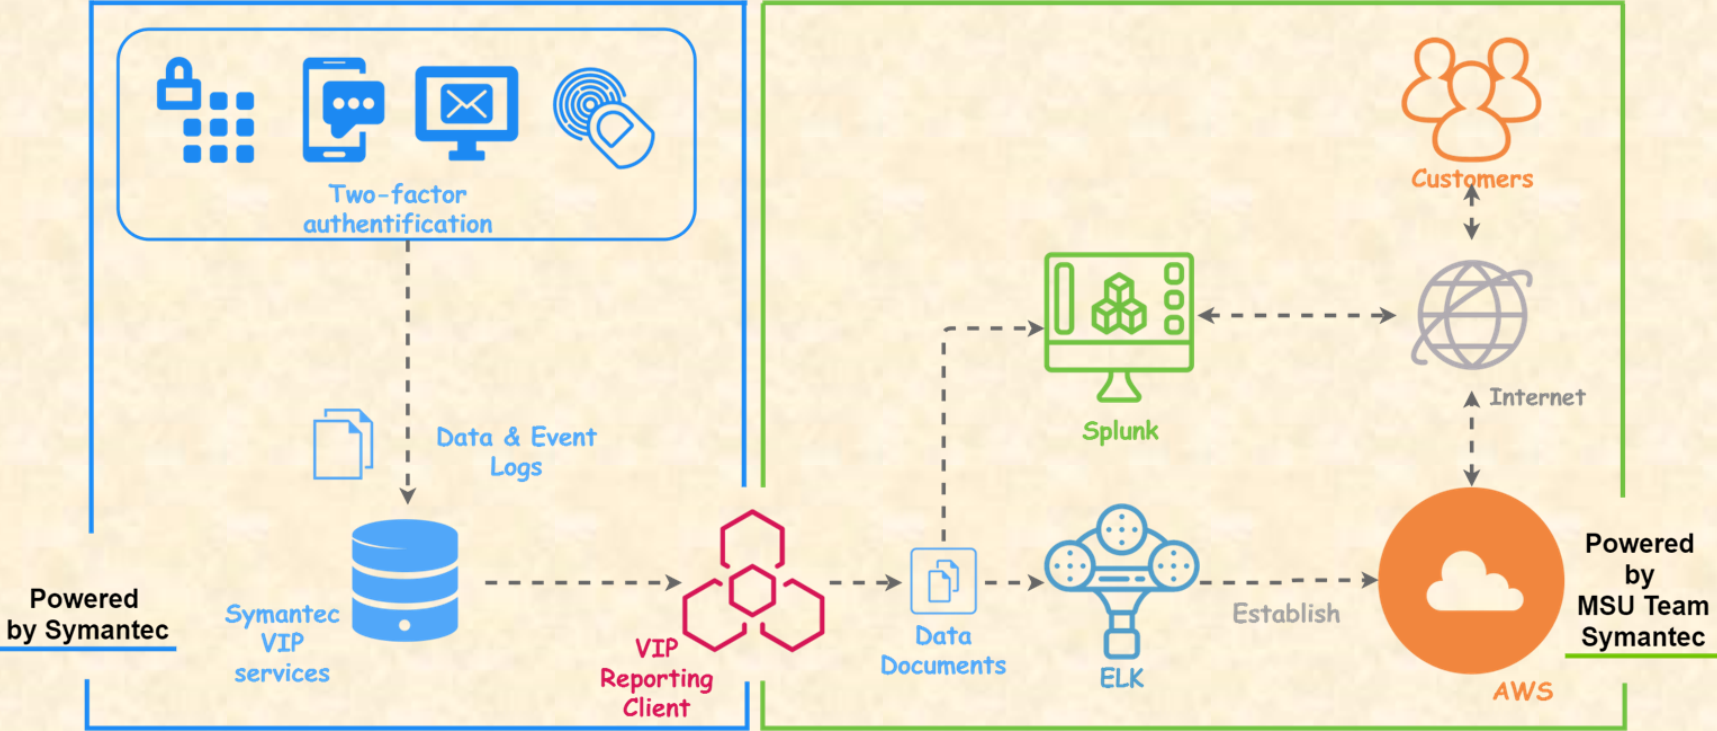 Two-factor
authentification
Data & Event
Logs
Powered
by Symantec
Symantec
VIP
services
VIP
Reporting
Client
Data
Documents
Splunk
ELK
Establish
Customers
Internet
AWS
Powered
by
MSU Team
Symantec